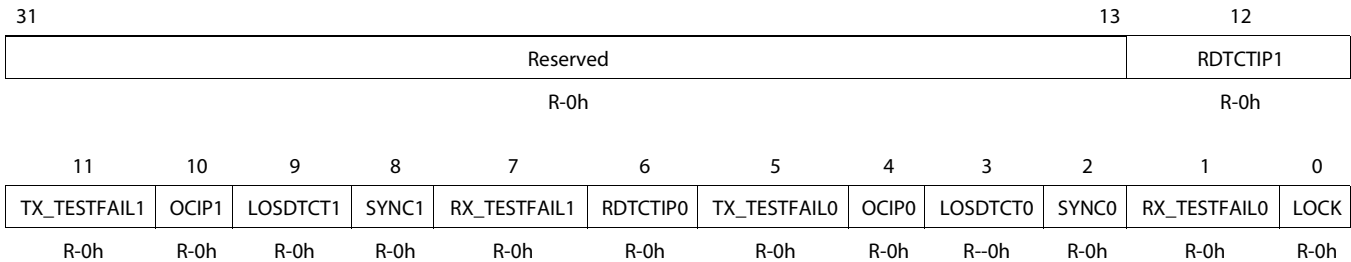 31 13 12
Reserved RDTCTIP1
R-0h R-0h
11 10 9 8 7 6 5 4 3 2 1 0
TX_TESTFAIL1 OCIP1 LOSDTCT1 SYNC1 RX_TESTFAIL1 RDTCTIP0 TX_TESTFAIL0 OCIP0 LOSDTCT0 SYNC0 RX_TESTFAIL0 LOCK
R-0h R-0h R-0h R-0h R-0h R-0h R-0h R-0h R--0h R-0h R-0h R-0h